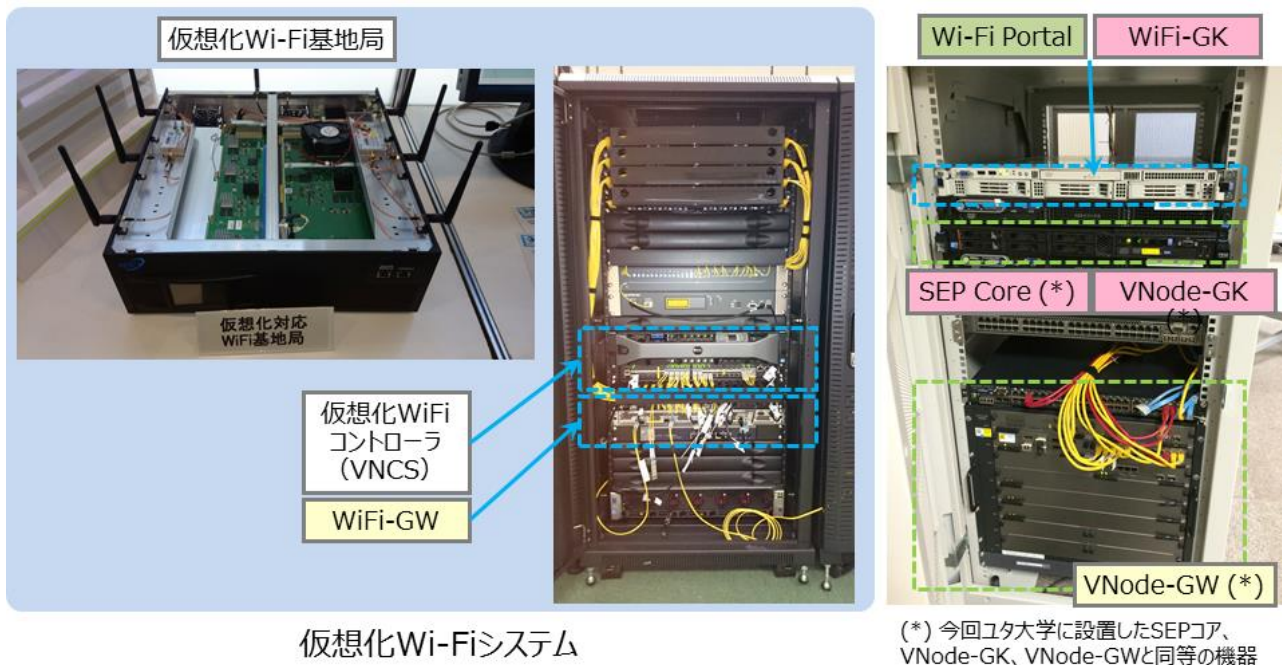 仮想化Wi-Fi基地局
仮想化対応
WiFi基地局
仮想化WiFi
コントローラ
(VNCS)
WiFi-GW
仮想化Wi-Fiシステム
Wi-Fi Portal
WiFi-GK
SEP Core (*)
VNode-GK
(*)
VNode-GW (*)
(*) 今回ユタ大学に設置したSEPコア、
VNode-GK、VNode-GWと同等の機器